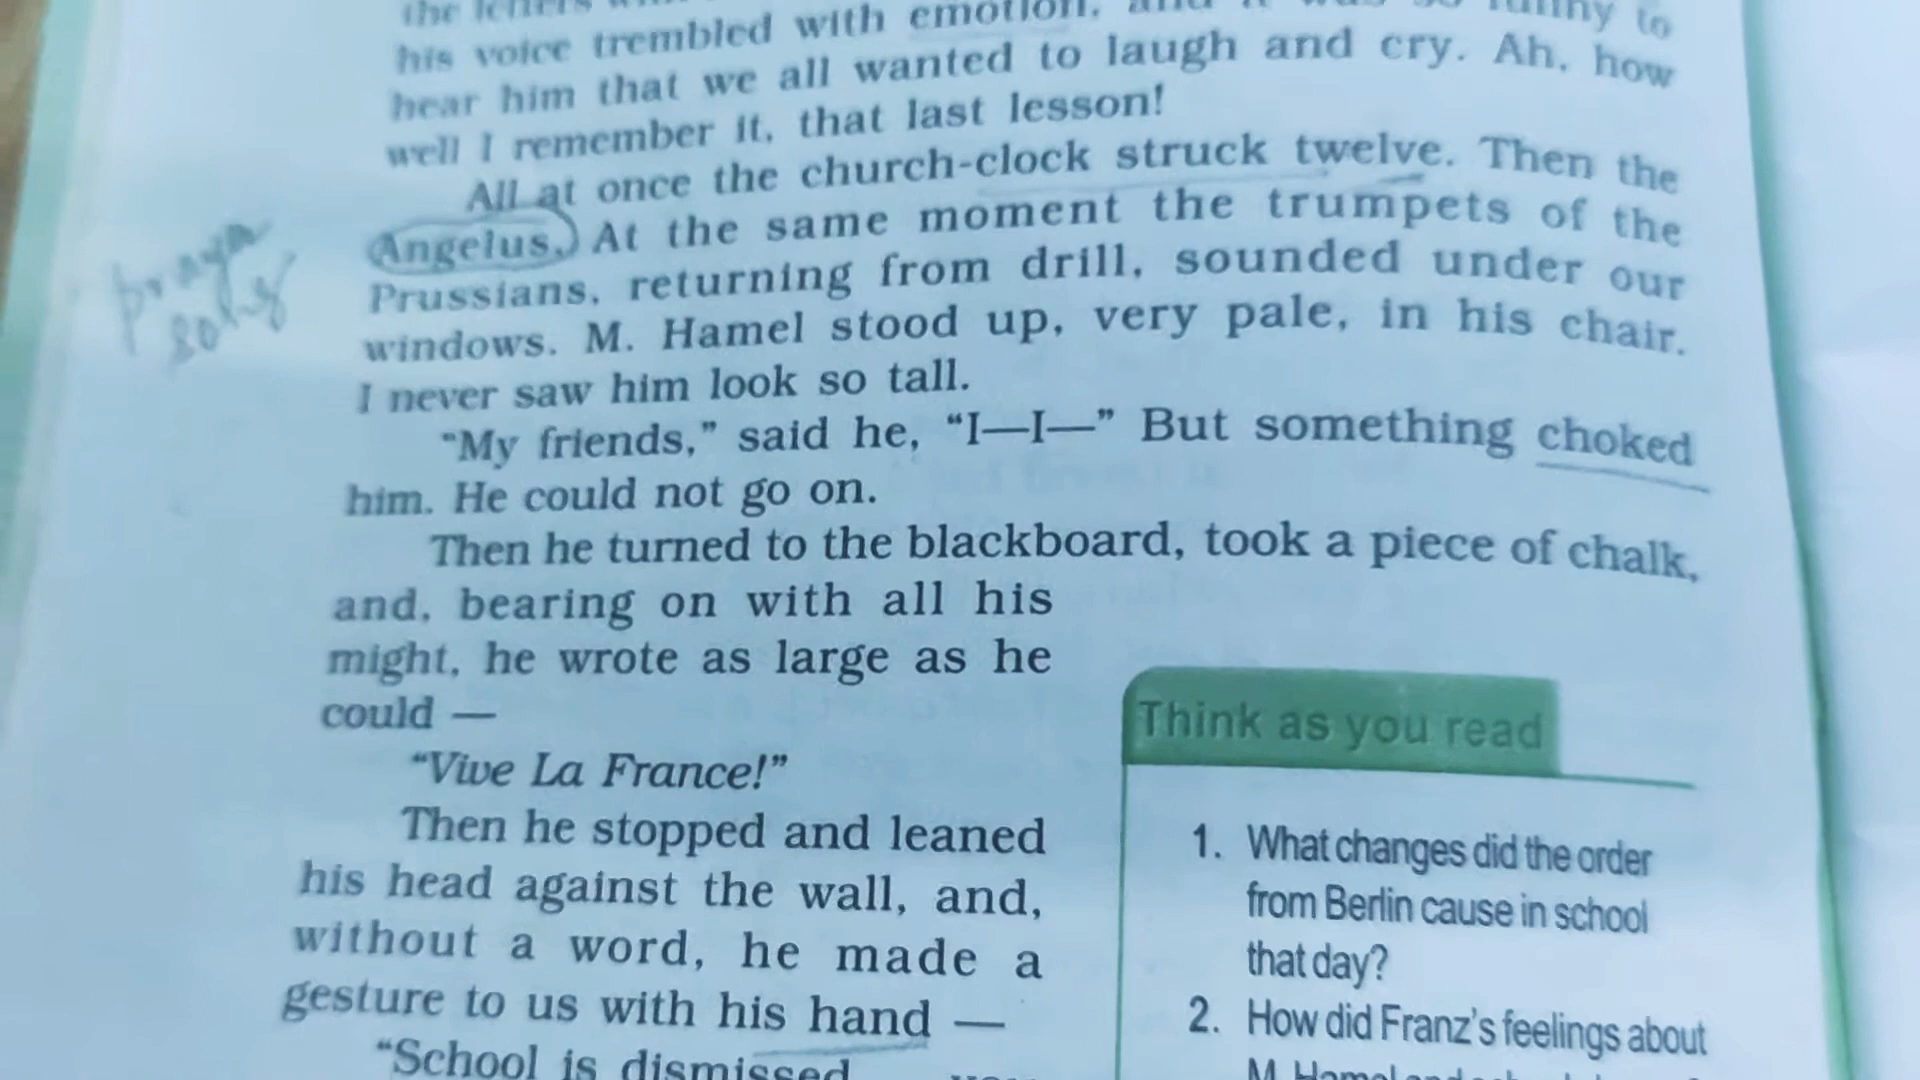 the letters
his voice trembled with emotion, and it was so funny to
hear him that we all wanted to laugh and cry. Ah, how
well I remember it, that last lesson!
All at once the church-clock struck twelve. Then the
Angelus. At the same moment the trumpets of the
Prussians, returning from drill, sounded under our
windows. M. Hamel stood up, very pale, in his chair.
I never saw him look so tall.
“My friends,” said he, “I—I—” But something choked
him. He could not go on.
Then he turned to the blackboard, took a piece of chalk,
and, bearing on with all his
might, he wrote as large as he
could —
“Vive La France!”
Then he stopped and leaned
his head against the wall, and,
without a word, he made a
gesture to us with his hand —
“School is dismissed
Think as you read
1. What changes did the order
from Berlin cause in school
that day?
2. How did Franz’s feelings about
M. Hamel and